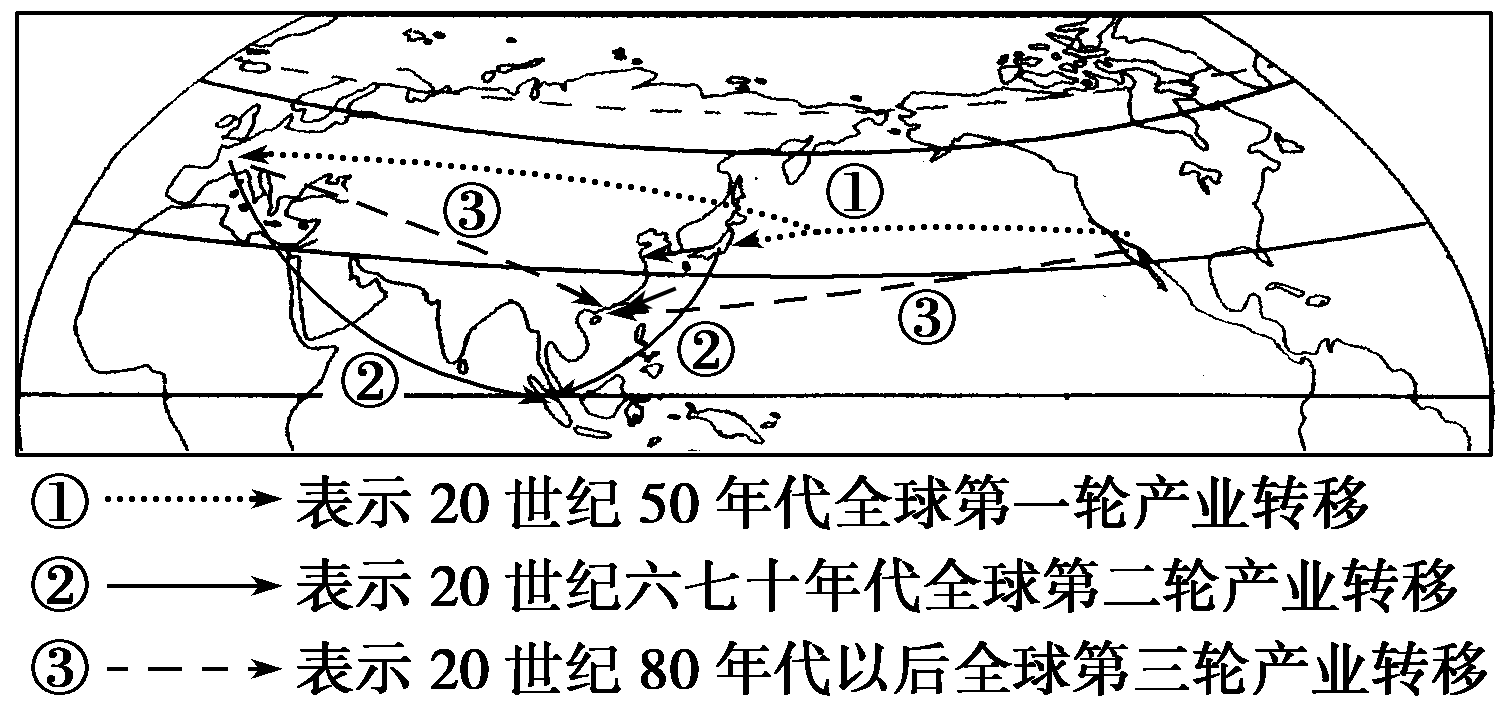 ①
③
③
②
②
① 表示 20 世纪 50 年代全球第一轮产业转移
② 表示 20 世纪六七十年代全球第二轮产业转移
③ 表示 20 世纪 80 年代以后全球第三轮产业转移